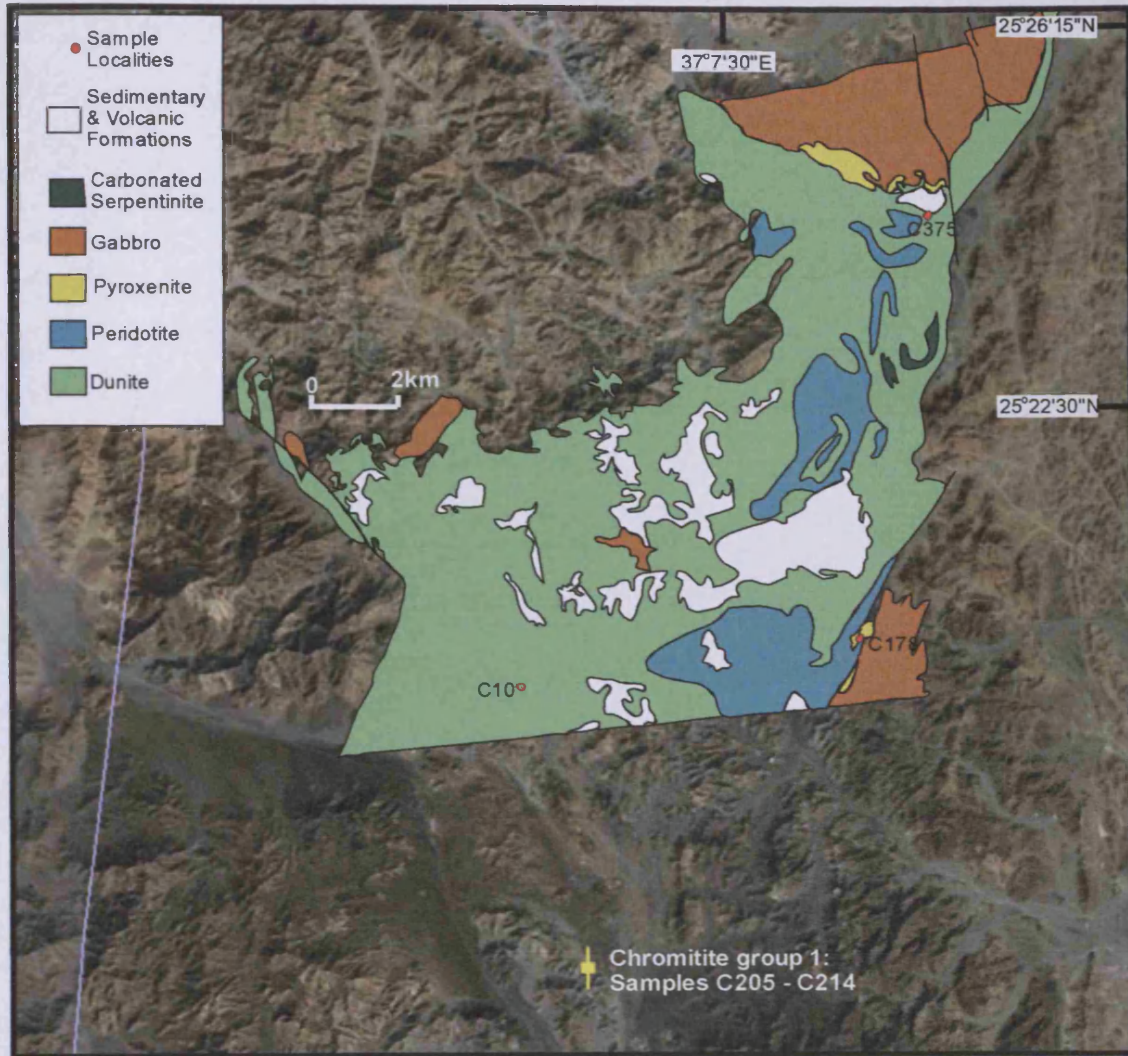 Sample
Localities
Sedimentary
& Volcanic
Formations
Carbonated
Serpentinite
Gabbro
Pyroxenite
Peridotite
Dunite
0 2km
37°7'30"E
25°26'15"N
25°22'30"N
C375
C178
C10
Chromitite group 1:
Samples C205 - C214